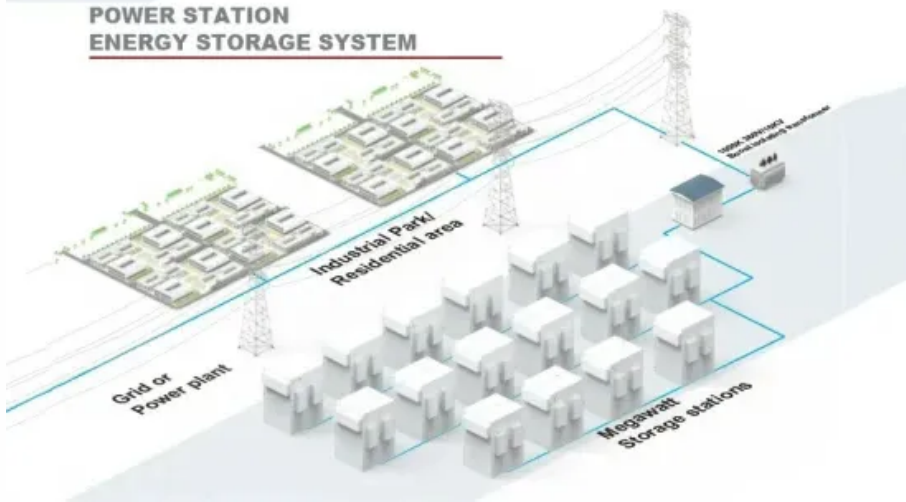 POWER STATION
ENERGY STORAGE SYSTEM
Industrial Park/
Residential area
Grid or
Power plant
Megawatt
Storage stations